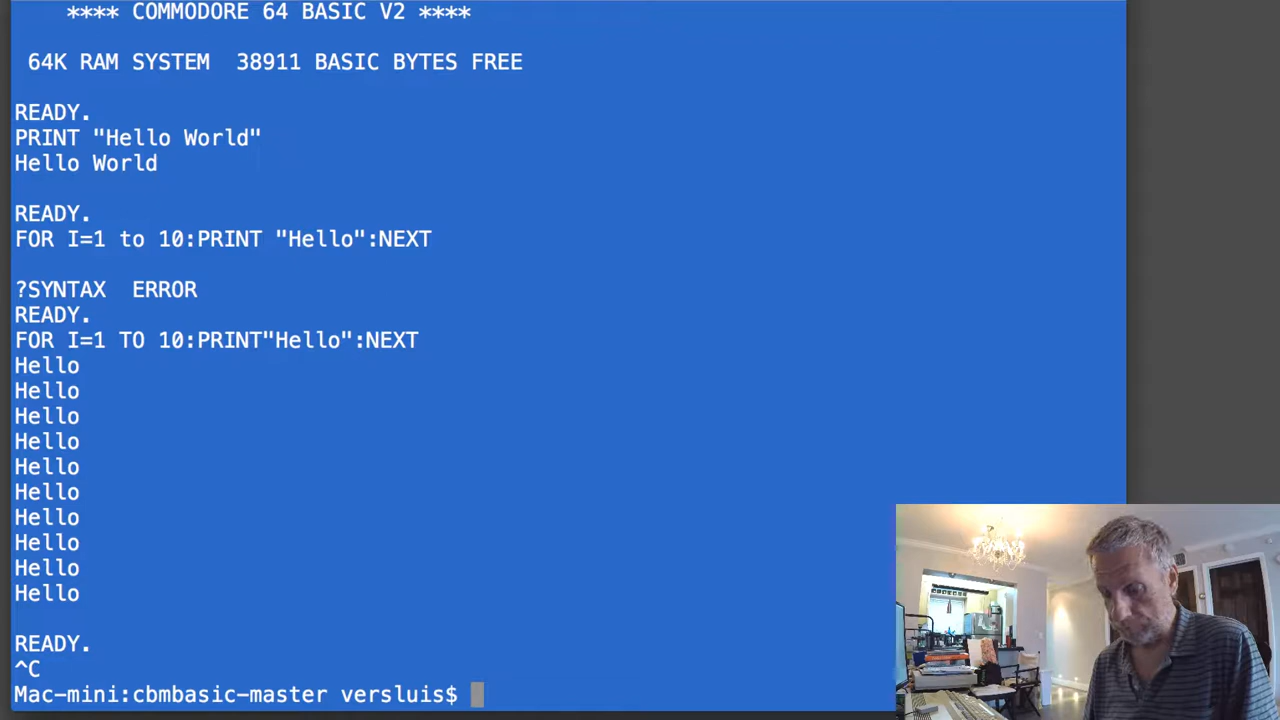 **** COMMODORE 64 BASIC V2 ****
64K RAM SYSTEM  38911 BASIC BYTES FREE
READY.
PRINT "Hello World"
Hello World
READY.
FOR I=1 to 10:PRINT "Hello":NEXT
?SYNTAX  ERROR
READY.
FOR I=1 TO 10:PRINT"Hello":NEXT
Hello
Hello
Hello
Hello
Hello
Hello
Hello
Hello
Hello
Hello
READY.
^C
Mac-mini:cbmbasic-master versluis$